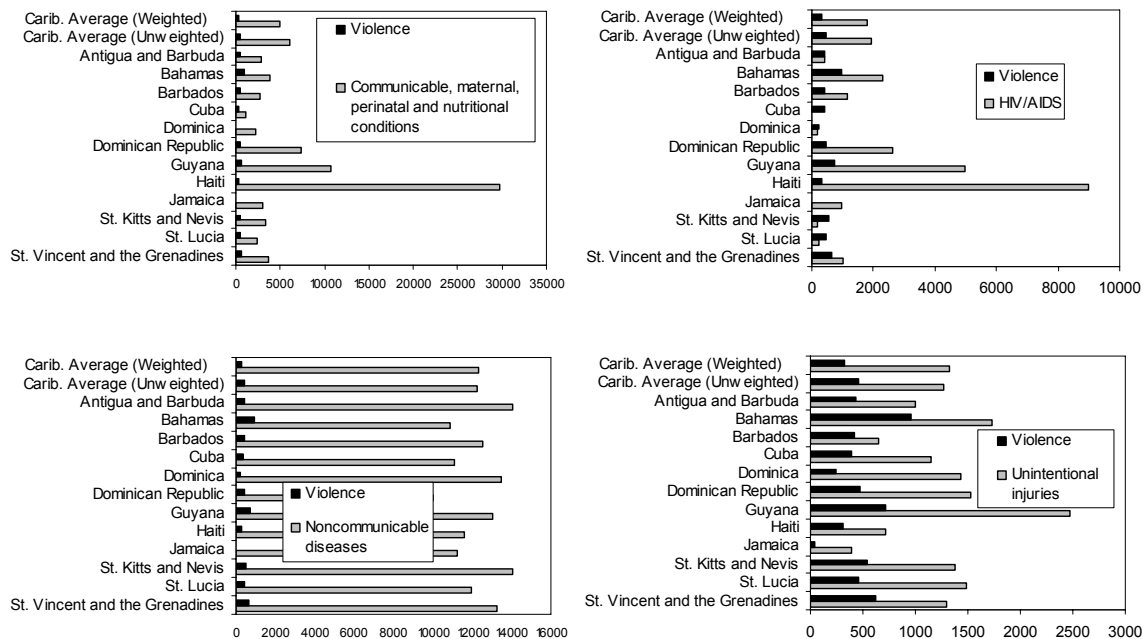 Carib. Average (Weighted)
Carib. Average (Unweighted)
Antigua and Barbuda
Bahamas
Barbados
Cuba
Dominica
Dominican Republic
Guyana
Haiti
Jamaica
St. Kitts and Nevis
St. Lucia
St. Vincent and the Grenadines
Violence
Communicable, maternal,
perinatal and nutritional
conditions
0 5000 10000 15000 20000 25000 30000 35000
Carib. Average (Weighted)
Carib. Average (Unweighted)
Antigua and Barbuda
Bahamas
Barbados
Cuba
Dominica
Dominican Republic
Guyana
Haiti
Jamaica
St. Kitts and Nevis
St. Lucia
St. Vincent and the Grenadines
Violence
HIV/AIDS
0 2000 4000 6000 8000 10000
Carib. Average (Weighted)
Carib. Average (Unweighted)
Antigua and Barbuda
Bahamas
Barbados
Cuba
Dominica
Dominican Republic
Guyana
Haiti
Jamaica
St. Kitts and Nevis
St. Lucia
St. Vincent and the Grenadines
Violence
Noncommunicable
diseases
0 2000 4000 6000 8000 10000 12000 14000 16000
Carib. Average (Weighted)
Carib. Average (Unweighted)
Antigua and Barbuda
Bahamas
Barbados
Cuba
Dominica
Dominican Republic
Guyana
Haiti
Jamaica
St. Kitts and Nevis
St. Lucia
St. Vincent and the Grenadines
Violence
Unintentional
injuries
0 500 1000 1500 2000 2500 3000